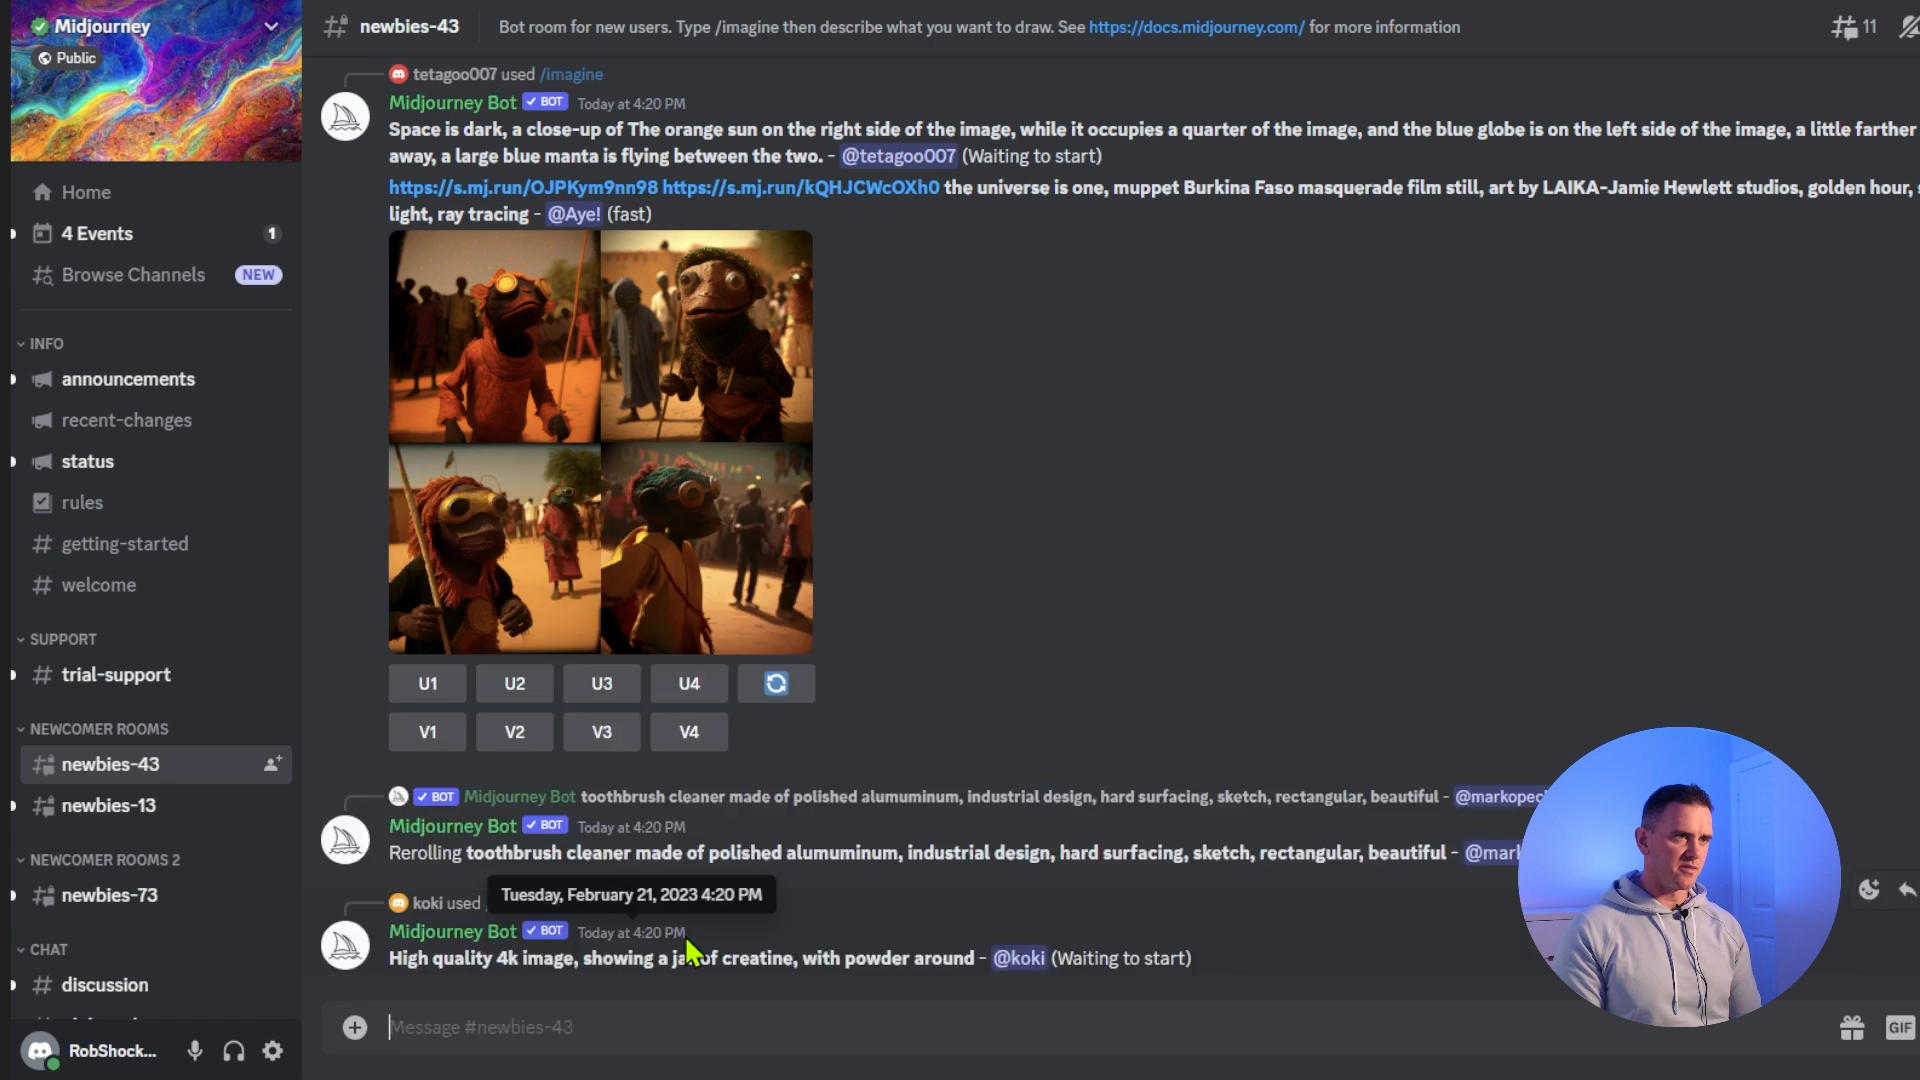 Midjourney
Public
Home
4 Events 1
Browse Channels NEW
INFO
announcements
recent-changes
status
rules
getting-started
welcome
SUPPORT
trial-support
NEWCOMER ROOMS
newbies-43
newbies-13
NEWCOMER ROOMS 2
newbies-73
CHAT
discussion
RobShock...
newbies-43 Bot room for new users. Type /imagine then describe what you want to draw. See https://docs.midjourney.com/ for more information 11
tetagoo007 used /imagine
Midjourney Bot BOT Today at 4:20 PM
Space is dark, a close-up of The orange sun on the right side of the image, while it occupies a quarter of the image, and the blue globe is on the left side of the image, a little farther
away, a large blue manta is flying between the two. - @tetagoo007 (Waiting to start)
https://s.mj.run/OJPKym9nn98 https://s.mj.run/kQHJCWcOXh0 the universe is one, muppet Burkina Faso masquerade film still, art by LAIKA-Jamie Hewlett studios, golden hour,
light, ray tracing - @Aye! (fast)
U1 U2 U3 U4
V1 V2 V3 V4
BOT Midjourney Bot toothbrush cleaner made of polished alumuminum, industrial design, hard surfacing, sketch, rectangular, beautiful - @markopec
Midjourney Bot BOT Today at 4:20 PM
Rerolling toothbrush cleaner made of polished alumuminum, industrial design, hard surfacing, sketch, rectangular, beautiful - @mark
koki used
Tuesday, February 21, 2023 4:20 PM
Midjourney Bot BOT Today at 4:20 PM
High quality 4k image, showing a jar of creatine, with powder around - @koki (Waiting to start)
Message #newbies-43
GIF